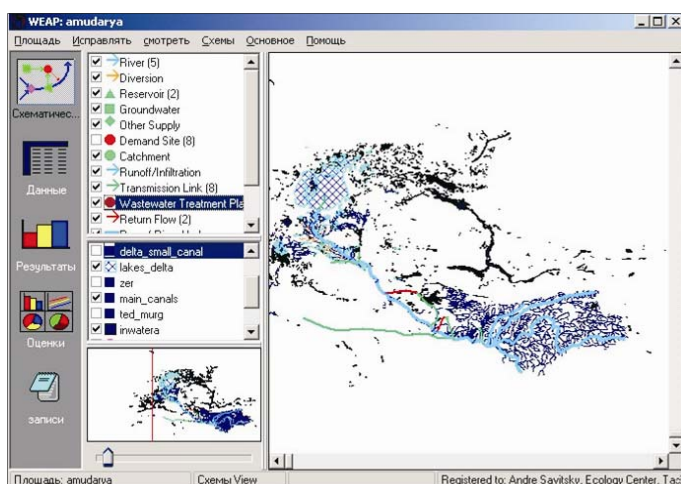 WEAP: amudarya
Площадь Исправлять смотреть Схемы Основное Помощь
Схематичес...
Данные
Результаты
Оценки
записи
River (5)
Diversion
Reservoir (2)
Groundwater
Other Supply
Demand Site (8)
Catchment
Runoff/Infiltration
Transmission Link (8)
Wastewater Treatment Pla
Return Flow (2)
delta_small_canal
lakes_delta
zer
main_canals
ted_murg
inwatera
Площадь: amudarya Схемы View Registered to: Andre Savitsky, Ecology Center,